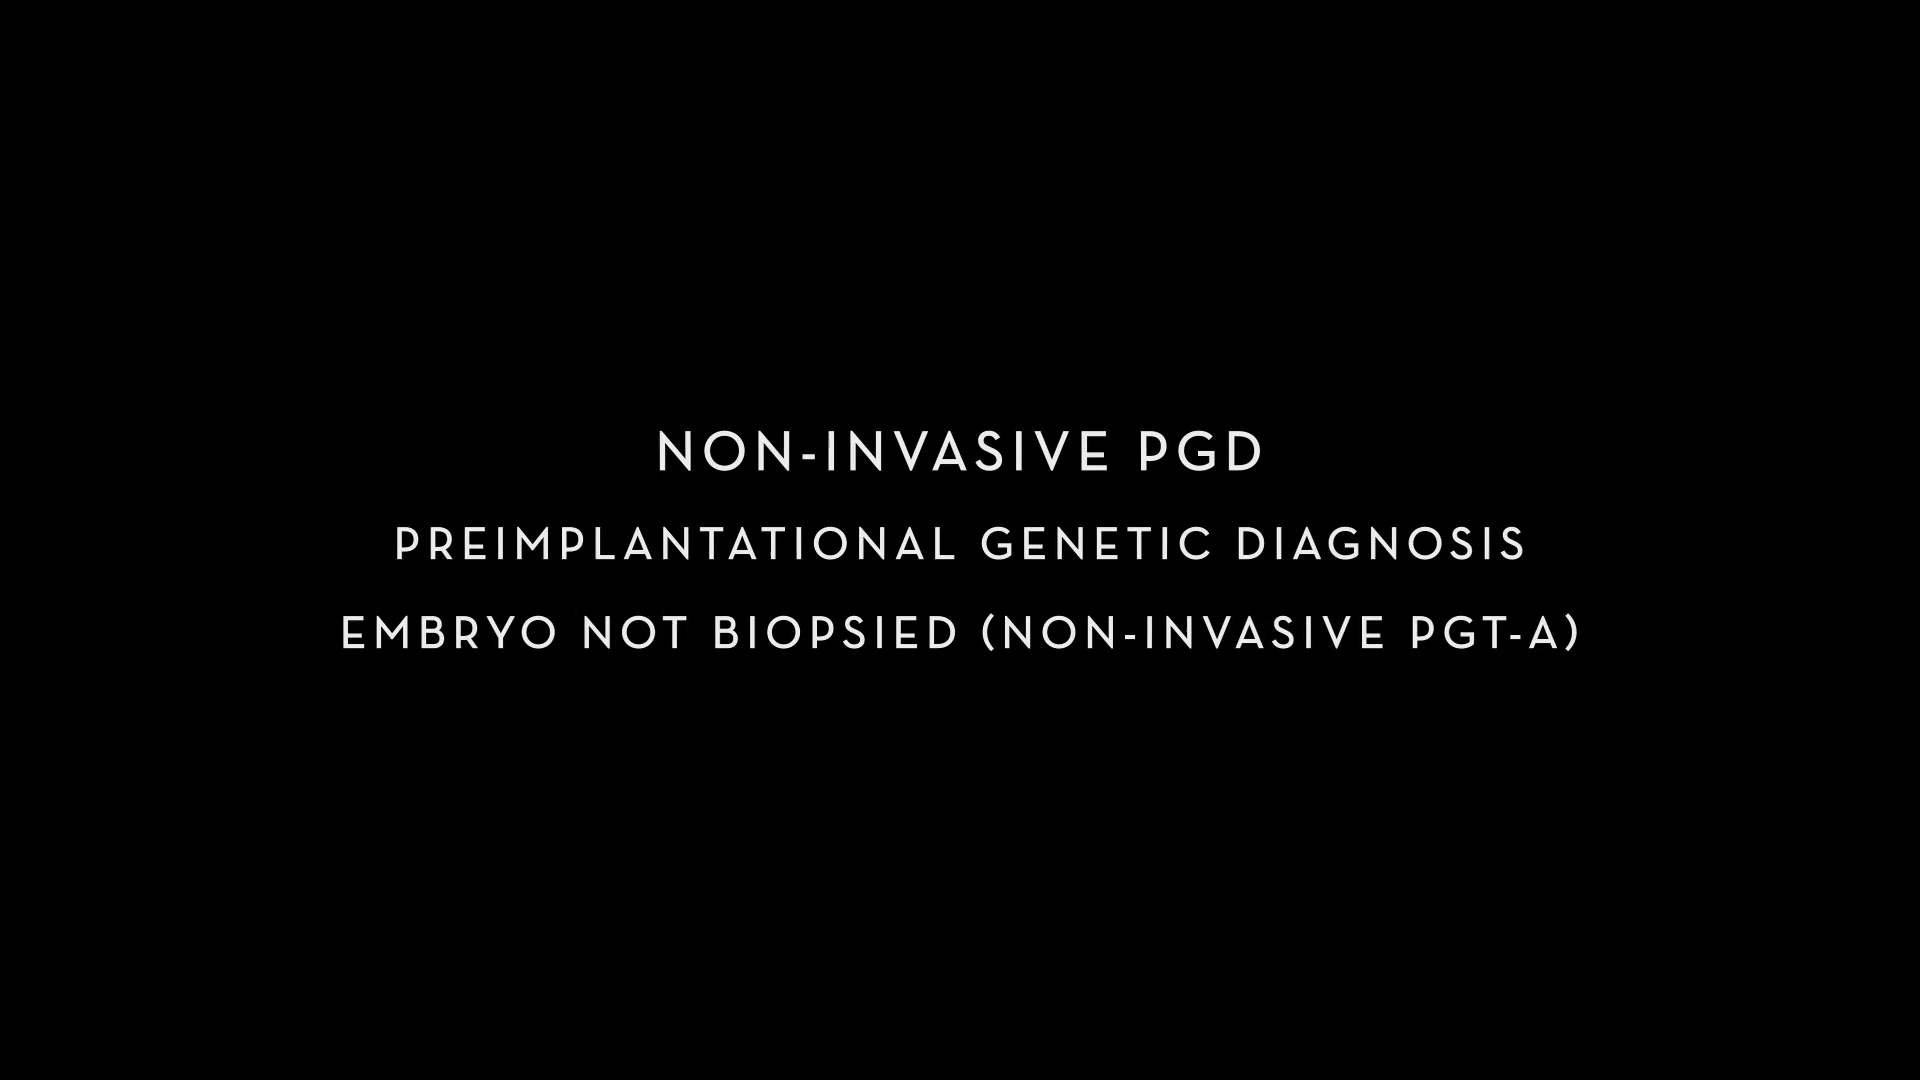 NON-INVASIVE PGD
PREIMPLANTATIONAL GENETIC DIAGNOSIS
EMBRYO NOT BIOPSIED (NON-INVASIVE PGT-A)